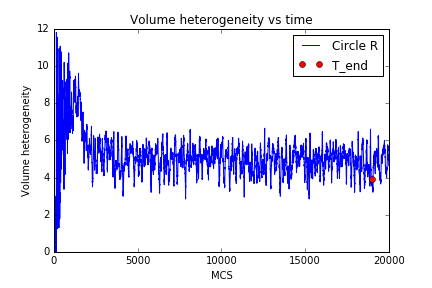 Volume heterogeneity vs time
12
10
8
6
4
2
0
Volume heterogeneity
Circle R
T_end
0 5000 10000 15000 20000
MCS